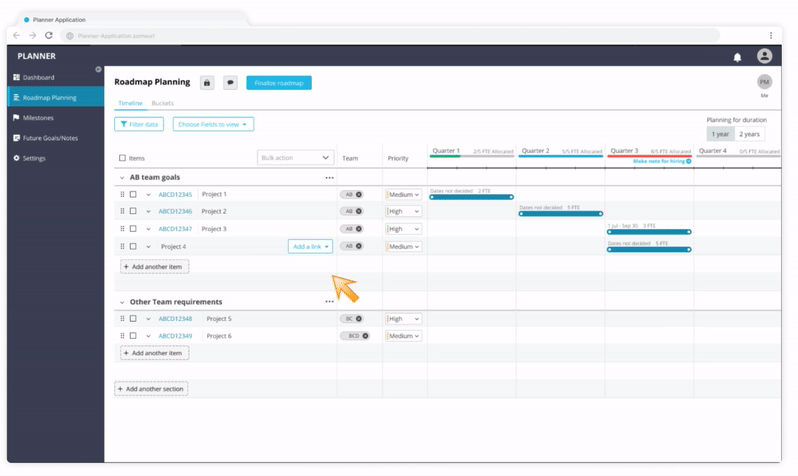 Planner Application
Planner-Application.someurl
PLANNER
Dashboard
Roadmap Planning
Milestones
Future Goals/Notes
Settings
Roadmap Planning
Finalise roadmap
PM
Me
Timeline Buckets
Filter data
Choose Fields to view
Planning for duration
1 year 2 years
Items
Bulk action
Team
Priority
Quarter 1 2/5 FTE Allocated
Quarter 2 5/5 FTE Allocated
Quarter 3 8/5 FTE Allocated
Make note for hiring
Quarter 4 0/5 FTE Allocated
AB team goals
ABCD12345 Project 1 AB Medium Dates not decided 2 FTE
ABCD12346 Project 2 AB High Dates not decided 5 FTE
ABCD12347 Project 3 AB High 1 Jul - Sep 30 3 FTE
Project 4 Add a link AB Medium Dates not decided 5 FTE
+ Add another item
Other Team requirements
ABCD12348 Project 5 BC High
ABCD12349 Project 6 BCD Medium
+ Add another item
+ Add another section